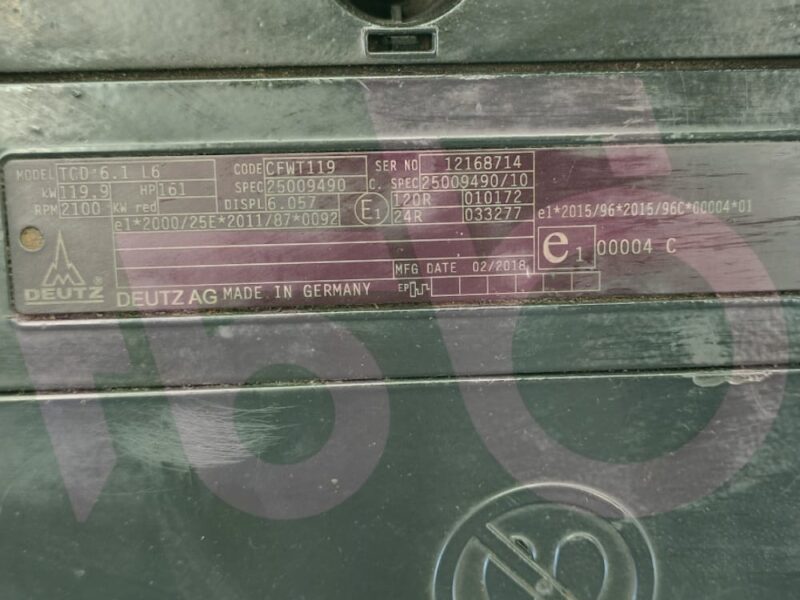 MODEL TCD 6.1 L6 CODE CFWT119 SER NO 12168714
kW 119,9 HP 161 SPEC 25009490 C. SPEC 25009490/10
RPM 2100 kW red DISPL 6.057 E1 120R 010172
24R 033277
e1*2000/25E*2011/87*0092 e1*2015/96*2015/96C*00004*01
e1 00004 C
MFG DATE 02/2018
DEUTZ DEUTZ AG MADE IN GERMANY EP